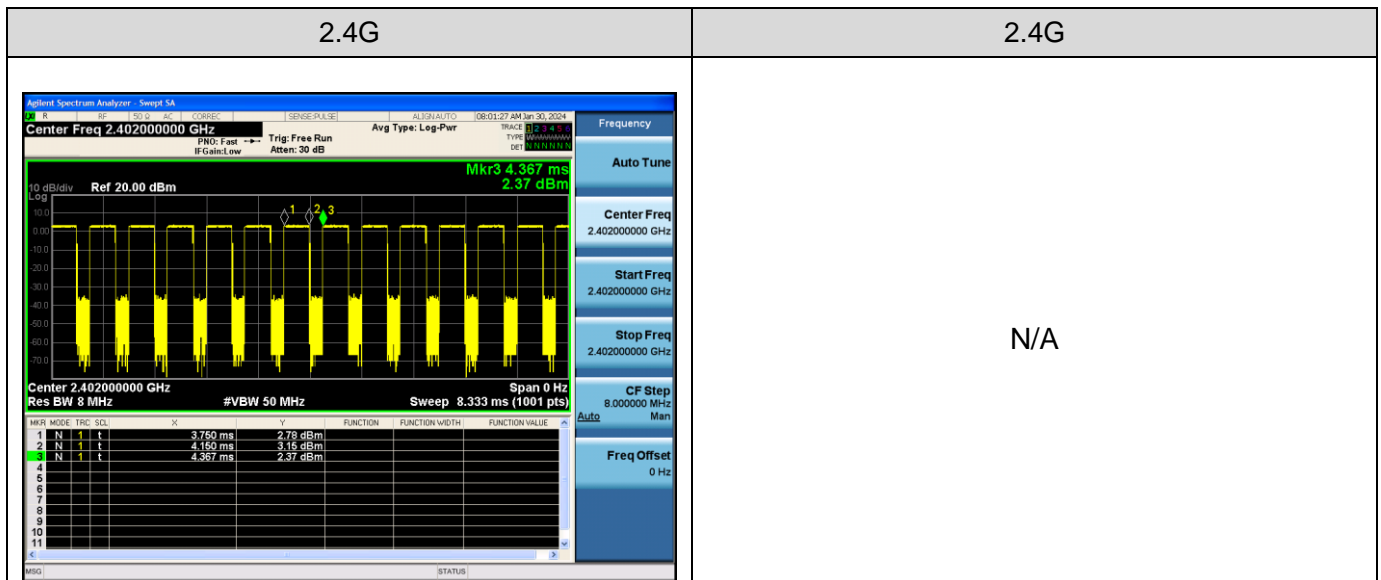 2.4G 2.4G
Agilent Spectrum Analyzer - Swept SA
R RF 50 Ω AC CORREC SENSE:PULSE ALIGNAUTO 08:01:27 AM Jan 30, 2024
Center Freq 2.402000000 GHz Avg Type: Log-Pwr TRACE 1 2 3 4 5 6
PNO: Fast Trig: Free Run TYPE
IFGain:Low Atten: 30 dB DET N N N N N N
Frequency
Auto Tune
Mkr3 4.367 ms
10 dB/div Ref 20.00 dBm 2.37 dBm
Log
10.0
0.00
-10.0
-20.0
-30.0
-40.0
-50.0
-60.0
-70.0
1 2 3
Center Freq
2.402000000 GHz
Start Freq
2.402000000 GHz
Stop Freq
2.402000000 GHz
Center 2.402000000 GHz Span 0 Hz
Res BW 8 MHz #VBW 50 MHz Sweep 8.333 ms (1001 pts)
CF Step
8.000000 MHz
Auto Man
Freq Offset
0 Hz
MKR MODE TRC SCL X Y FUNCTION FUNCTION WIDTH FUNCTION VALUE
1 N 1 t 3.750 ms 2.78 dBm
2 N 1 t 4.150 ms 3.15 dBm
3 N 1 t 4.367 ms 2.37 dBm
4
5
6
7
8
9
10
11
MSG STATUS
N/A